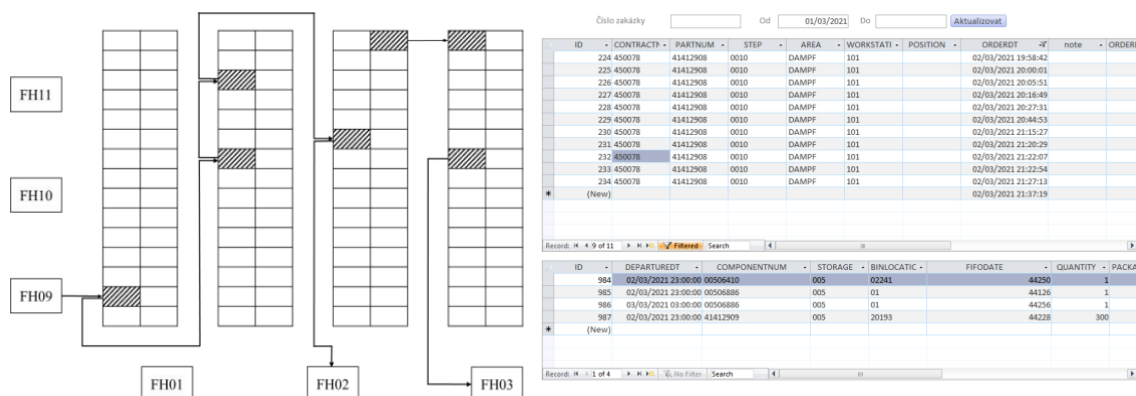 Číslo zakázky Od 01/03/2021 Do Aktualizovat
FH11
FH10
FH09
FH01 FH02 FH03
ID CONTRACTN PARTNUM STEP AREA WORKSTATI POSITION ORDERDT note ORDERI
224 450078 41412908 0010 DAMPF 101 02/03/2021 19:58:42
225 450078 41412908 0010 DAMPF 101 02/03/2021 20:00:01
226 450078 41412908 0010 DAMPF 101 02/03/2021 20:05:51
227 450078 41412908 0010 DAMPF 101 02/03/2021 20:16:49
228 450078 41412908 0010 DAMPF 101 02/03/2021 20:27:31
229 450078 41412908 0010 DAMPF 101 02/03/2021 20:44:53
230 450078 41412908 0010 DAMPF 101 02/03/2021 21:15:27
231 450078 41412908 0010 DAMPF 101 02/03/2021 21:20:29
232 450078 41412908 0010 DAMPF 101 02/03/2021 21:22:07
233 450078 41412908 0010 DAMPF 101 02/03/2021 21:22:54
234 450078 41412908 0010 DAMPF 101 02/03/2021 21:27:13
* (New) 02/03/2021 21:37:19
Record: 9 of 11 Filtered Search
ID DEPARTUREDT COMPONENTNUM STORAGE BINLOCATIC FIFODATE QUANTITY PACKA
984 02/03/2021 23:00:00 00506410 005 02241 44250 1
985 02/03/2021 23:00:00 00506886 005 01 44126 1
986 03/03/2021 03:00:00 00506886 005 01 44256 1
987 02/03/2021 23:00:00 41412909 005 20193 44228 300
* (New)
Record: 1 of 4 No Filter Search